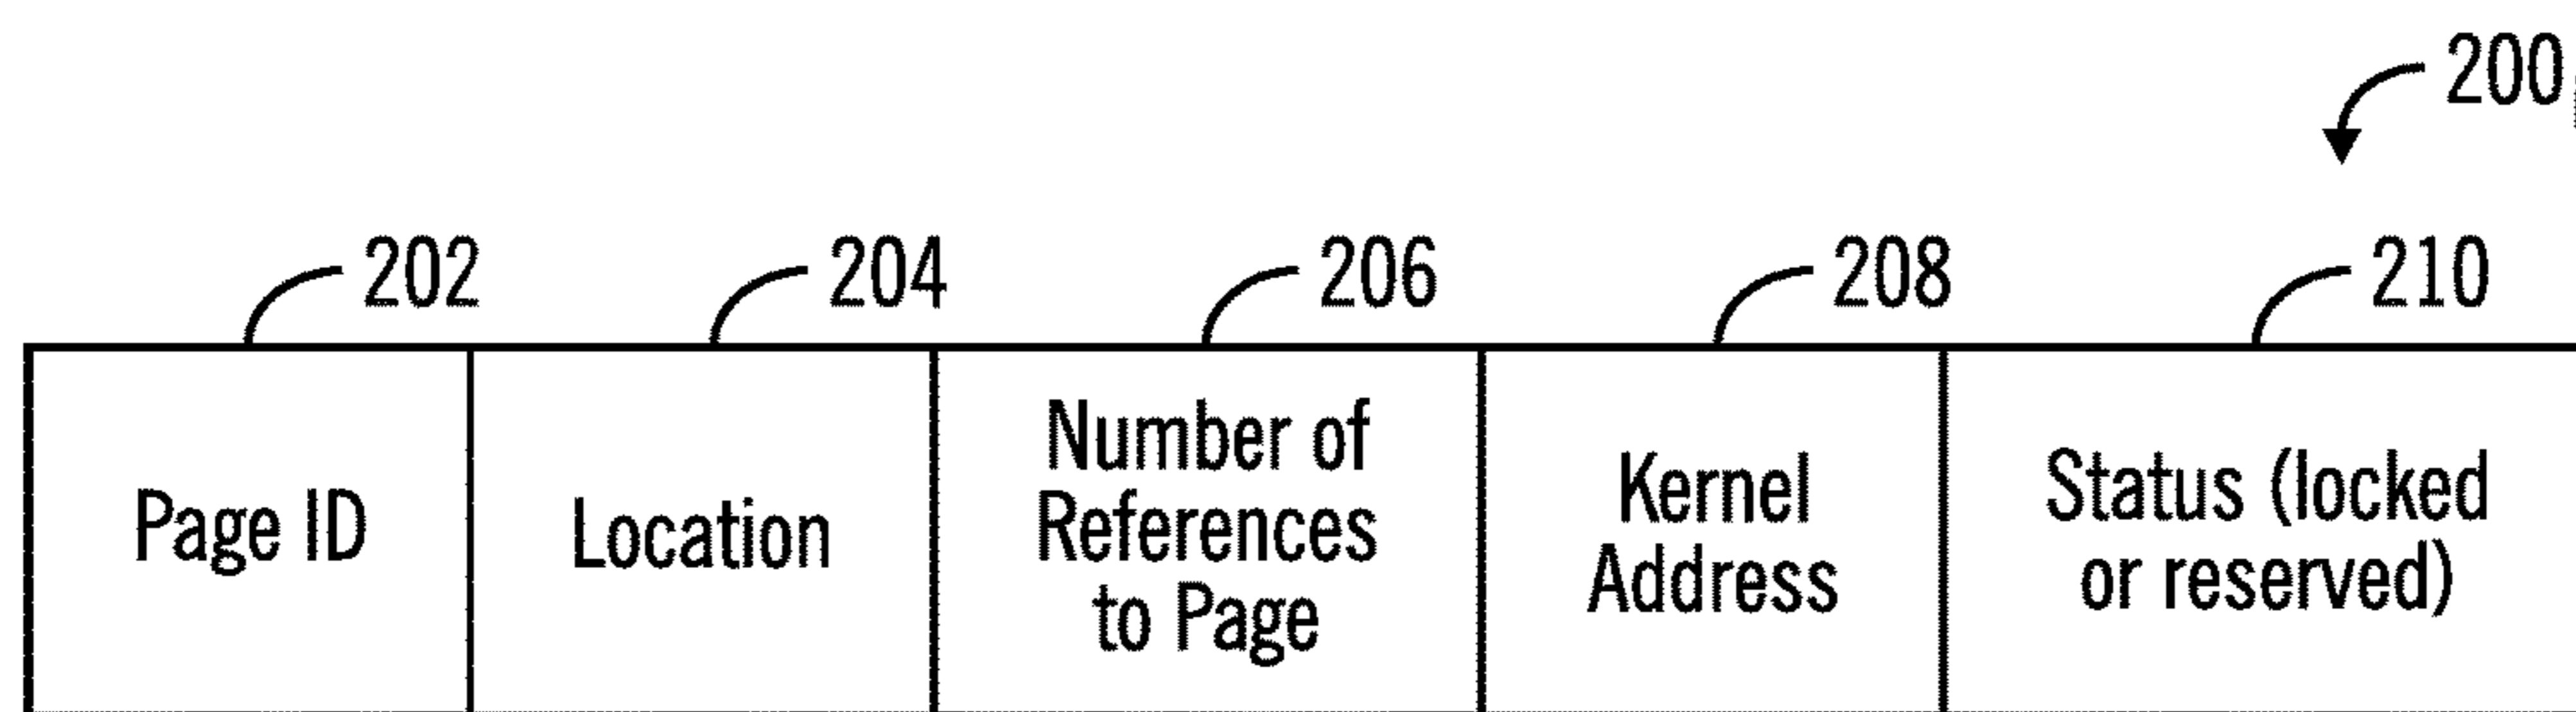 200
202
204
206
208
210
Page ID
Location
Number of
References
to Page
Kernel
Address
Status (locked
or reserved)